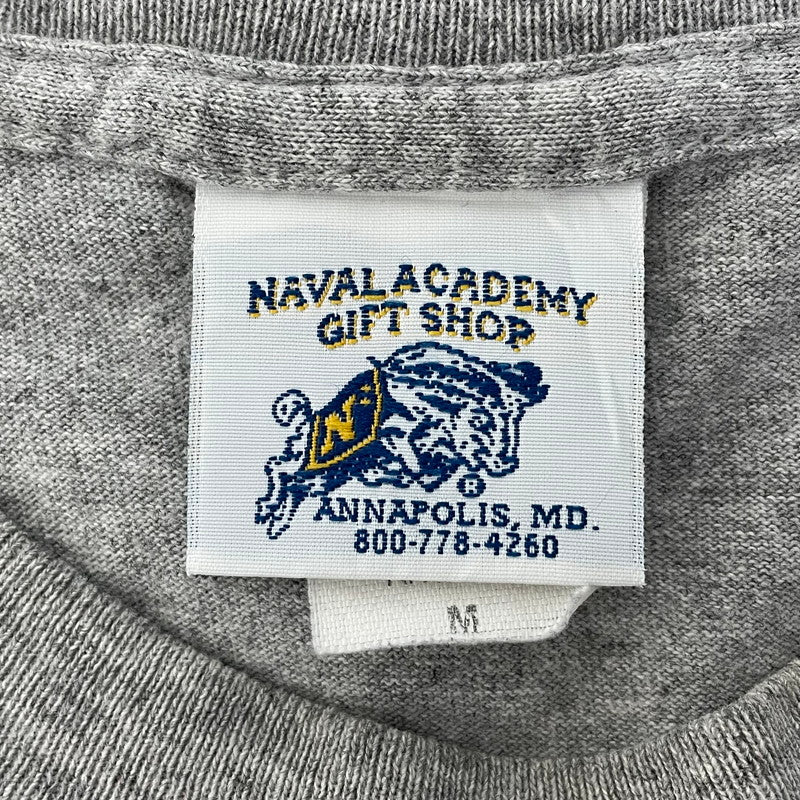 NAVAL ACADEMY
GIFT SHOP
N
®
ANNAPOLIS, MD.
800-778-4260
M